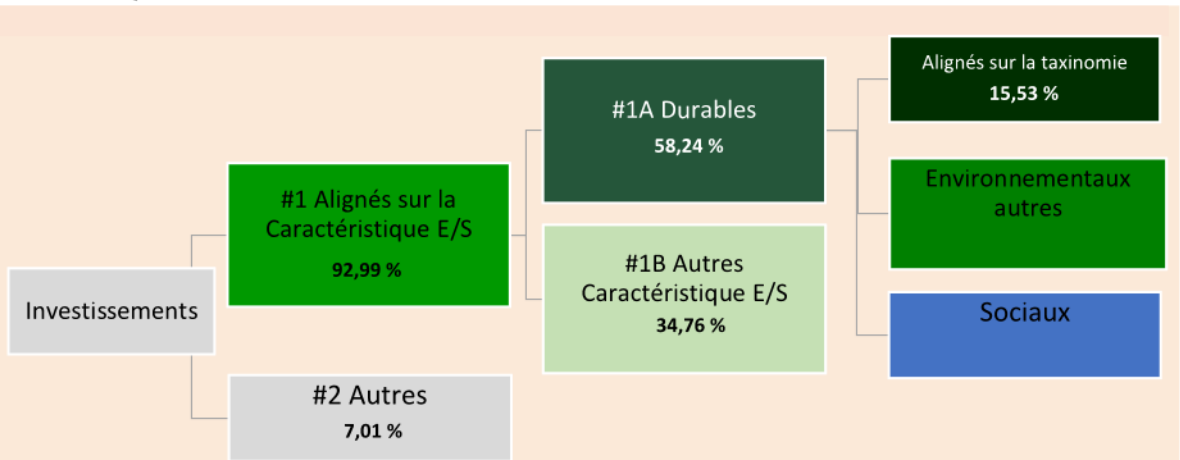 Investissements
#1 Alignés sur la
Caractéristique E/S
92,99 %
#2 Autres
7,01 %
#1A Durables
58,24 %
#1B Autres
Caractéristique E/S
34,76 %
Alignés sur la taxinomie
15,53 %
Environnementaux
autres
Sociaux